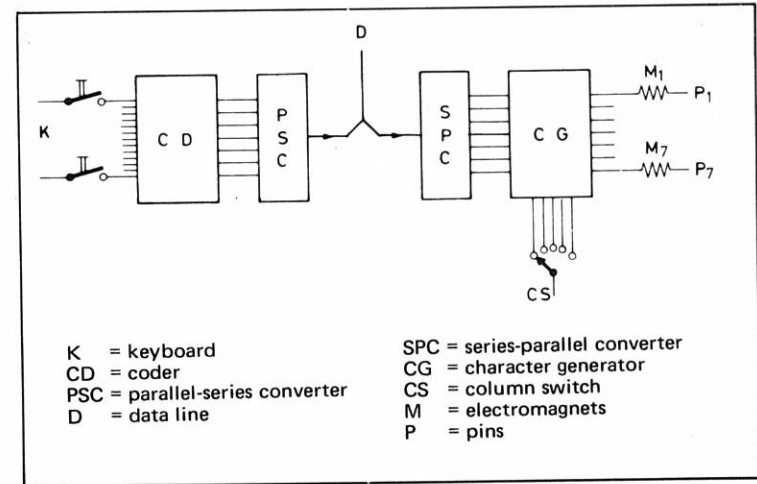 D
K
C D
P
S
C
S
P
C
C G
M1
P1
M7
P7
CS
K = keyboard
CD = coder
PSC = parallel-series converter
D = data line
SPC = series-parallel converter
CG = character generator
CS = column switch
M = electromagnets
P = pins